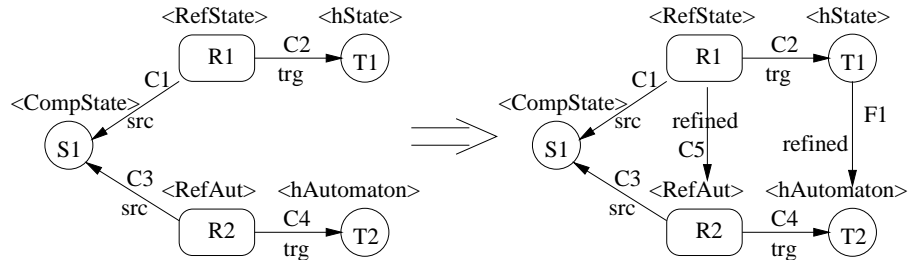 <RefState> <hState> <RefState> <hState>
R1 C2 T1 R1 C2 T1
trg trg
C1 C1
<CompState> <CompState> F1
src src refined
S1 S1 C5 refined
C3 C3
<RefAut> <hAutomaton> <RefAut> <hAutomaton>
src src
R2 C4 T2 R2 C4 T2
trg trg